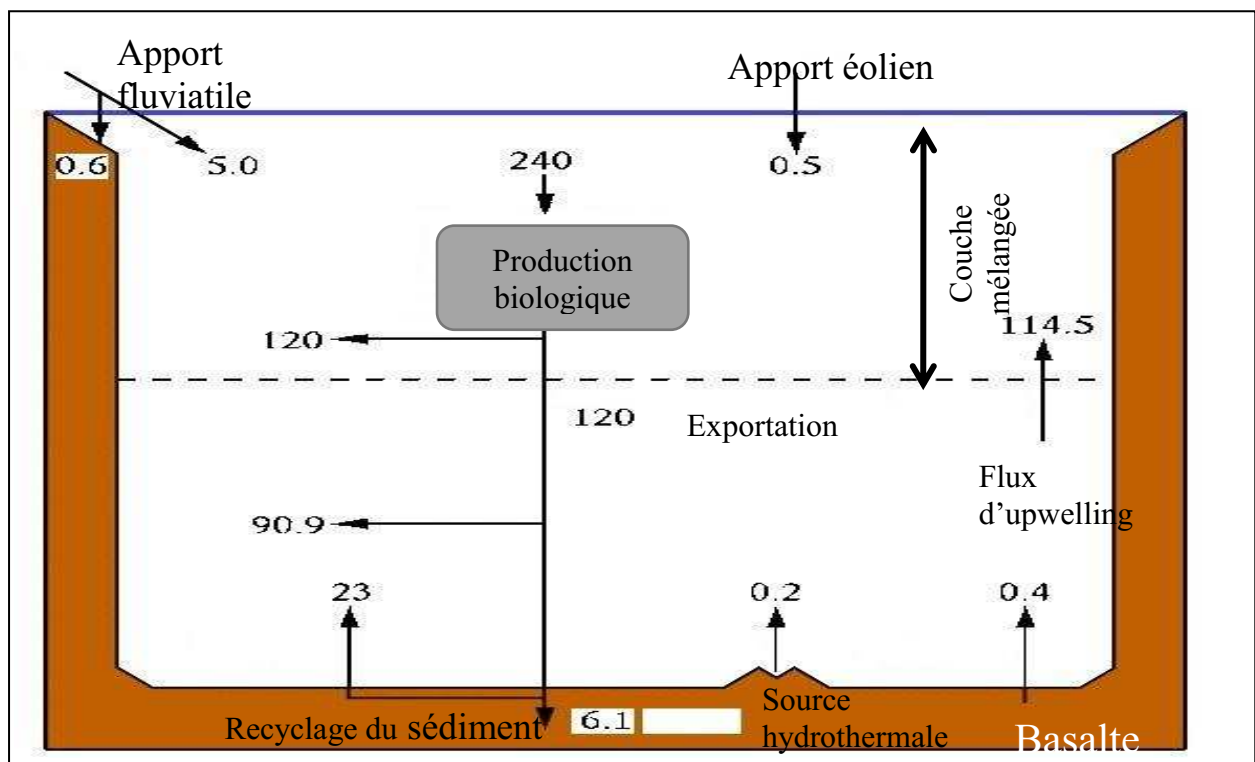 Apport
fluviatile
Apport éolien
0.6
5.0
240
0.5
Production
biologique
Couche
mélangée
120
114.5
120
Exportation
Flux
d’upwelling
90.9
23
0.2
0.4
Recyclage du sédiment
6.1
Source
hydrothermale
Basalte